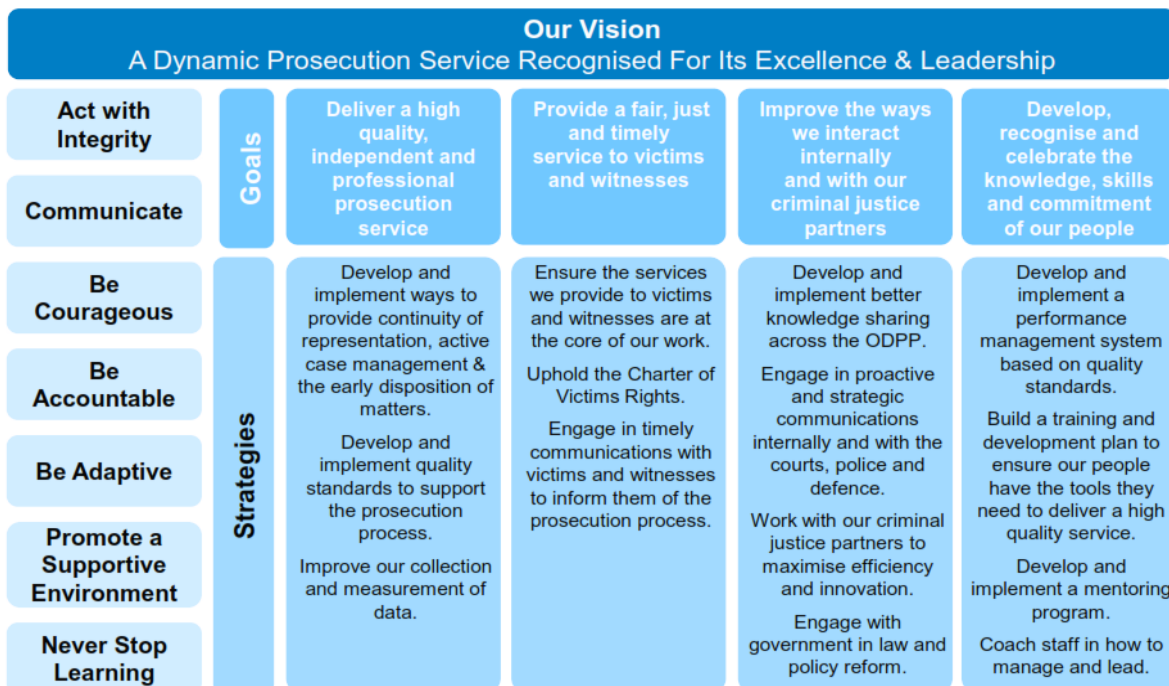 Our Vision
A Dynamic Prosecution Service Recognised For Its Excellence & Leadership
Act with
Integrity
Communicate
Be
Courageous
Be
Accountable
Be Adaptive
Promote a
Supportive
Environment
Never Stop
Learning
Goals
Deliver a high
quality,
independent and
professional
prosecution
service
Provide a fair, just
and timely
service to victims
and witnesses
Improve the ways
we interact
internally
and with our
criminal justice
partners
Develop,
recognise and
celebrate the
knowledge, skills
and commitment
of our people
Strategies
Develop and
implement ways to
provide continuity of
representation, active
case management &
the early disposition of
matters.
Develop and
implement quality
standards to support
the prosecution
process.
Improve our collection
and measurement of
data.
Ensure the services
we provide to victims
and witnesses are at
the core of our work.
Uphold the Charter of
Victims Rights.
Engage in timely
communications with
victims and witnesses
to inform them of the
prosecution process.
Develop and
implement better
knowledge sharing
across the ODPP.
Engage in proactive
and strategic
communications
internally and with the
courts, police and
defence.
Work with our criminal
justice partners to
maximise efficiency
and innovation.
Engage with
government in law and
policy reform.
Develop and
implement a
performance
management system
based on quality
standards.
Build a training and
development plan to
ensure our people
have the tools they
need to deliver a high
quality service.
Develop and
implement a mentoring
program.
Coach staff in how to
manage and lead.